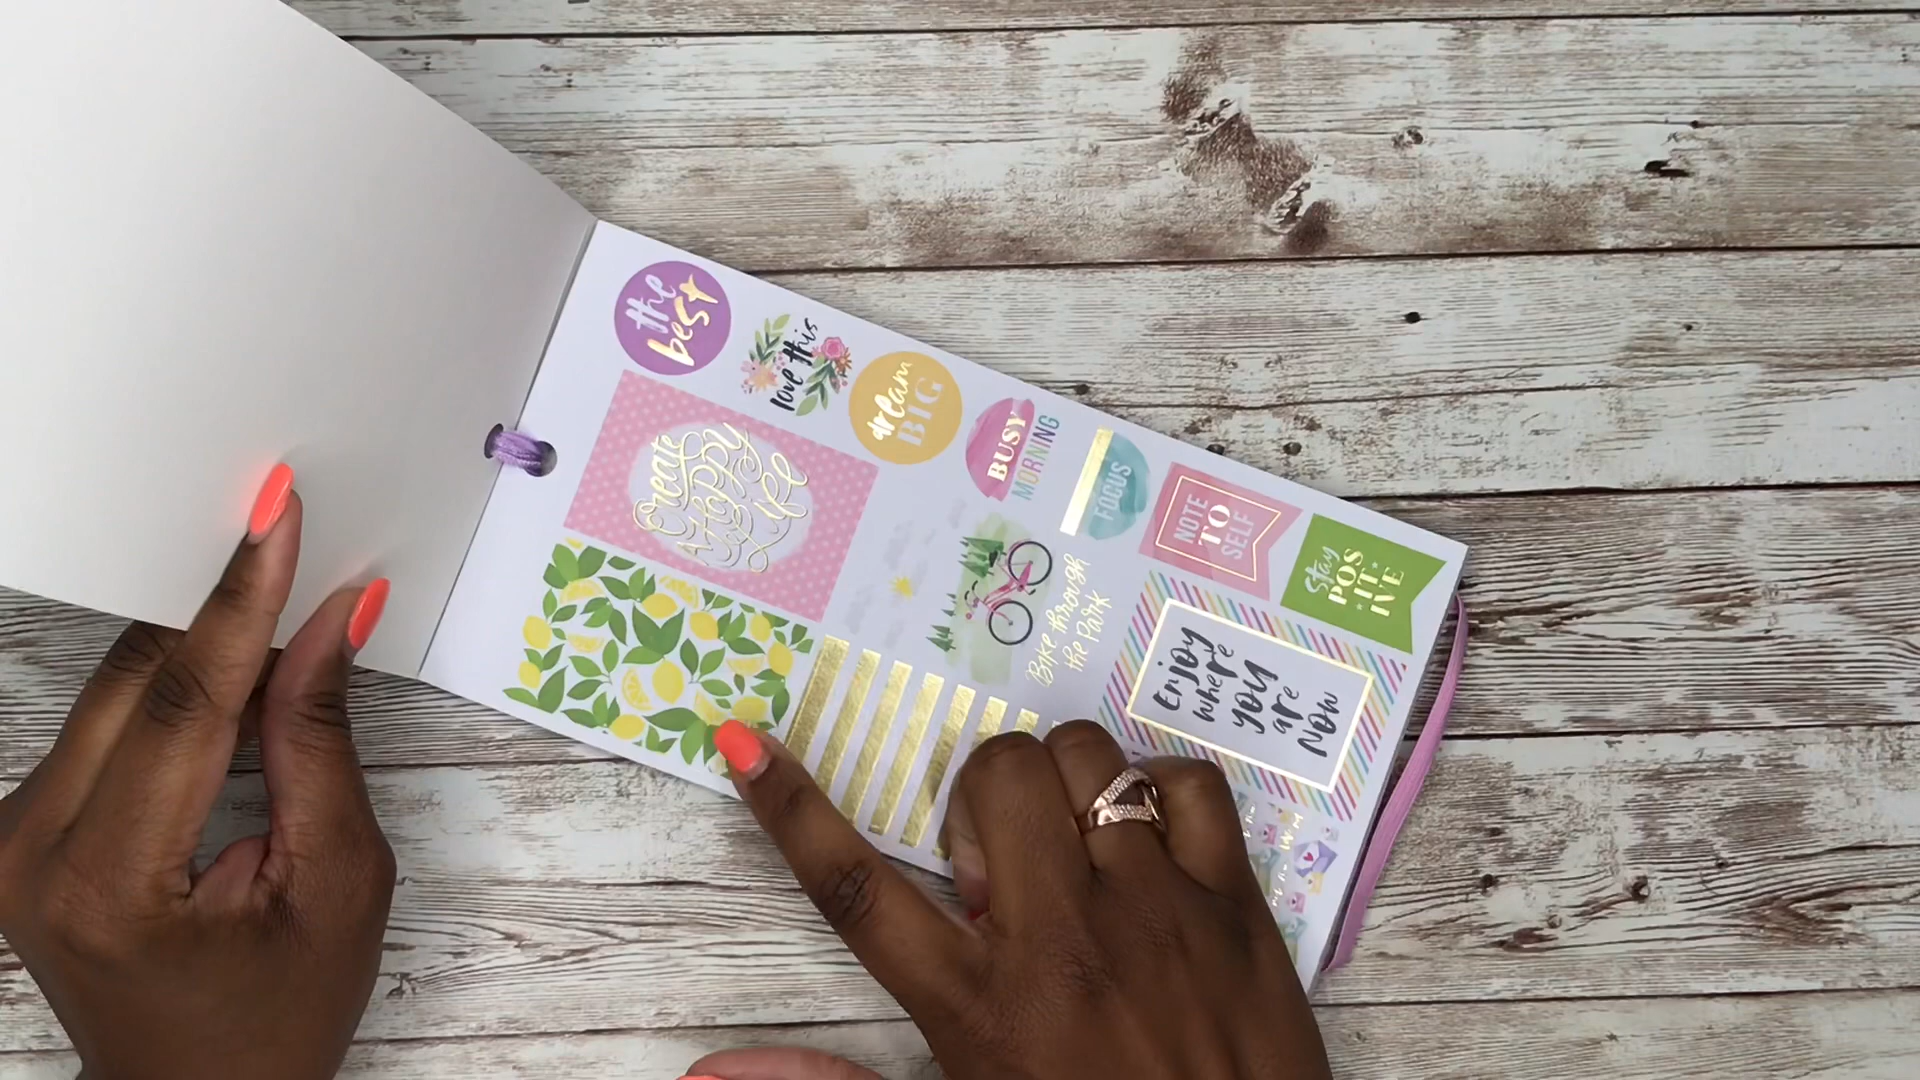 the
best
love this
dream
BIG
BUSY
MORNING
FOCUS
NOTE
TO
SELF
Stay
POS
IT
IVE
Create
A Happy
Life
Bike through
the Park
Enjoy
where
you
are
Now